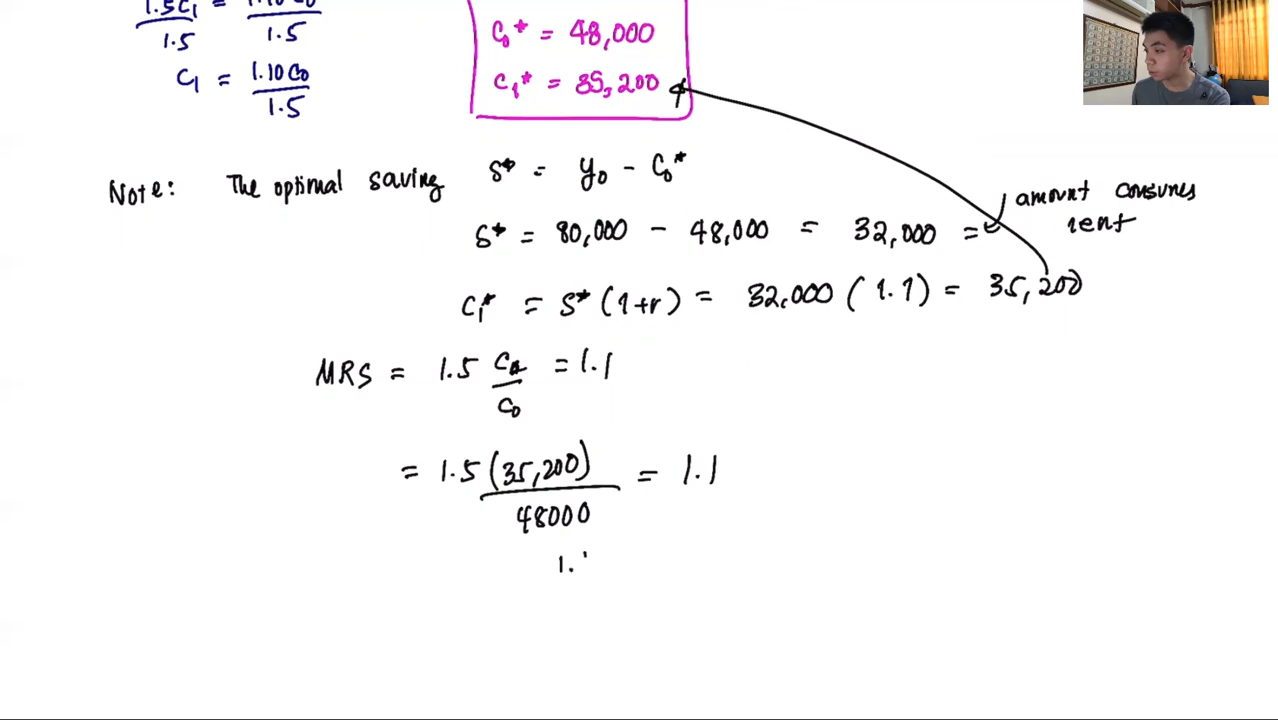 1.5C₁ = 1.10C₀
1.5 1.5
C₁ = 1.10C₀
1.5
C₀* = 48,000
C₁* = 35,200
Note: The optimal saving S* = y₀ - C₀*
S* = 80,000 - 48,000 = 32,000 = amount consumes
lent
C₁* = S* (1+r) = 32,000 (1.1) = 35,200
MRS = 1.5 C₁ = 1.1
C₀
= 1.5 (35,200) = 1.1
48000
1.